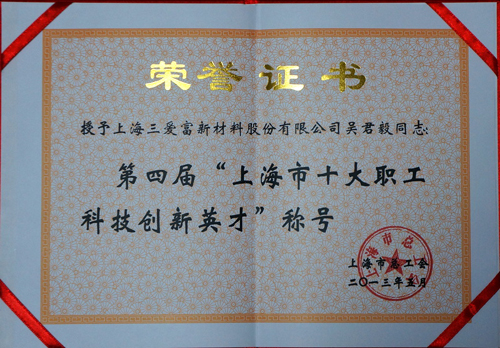 荣誉证书
授予上海三爱富新材料股份有限公司吴君毅同志:
第四届“上海市十大职工
科技创新英才”称号
上海市总工会
二〇一三年五月